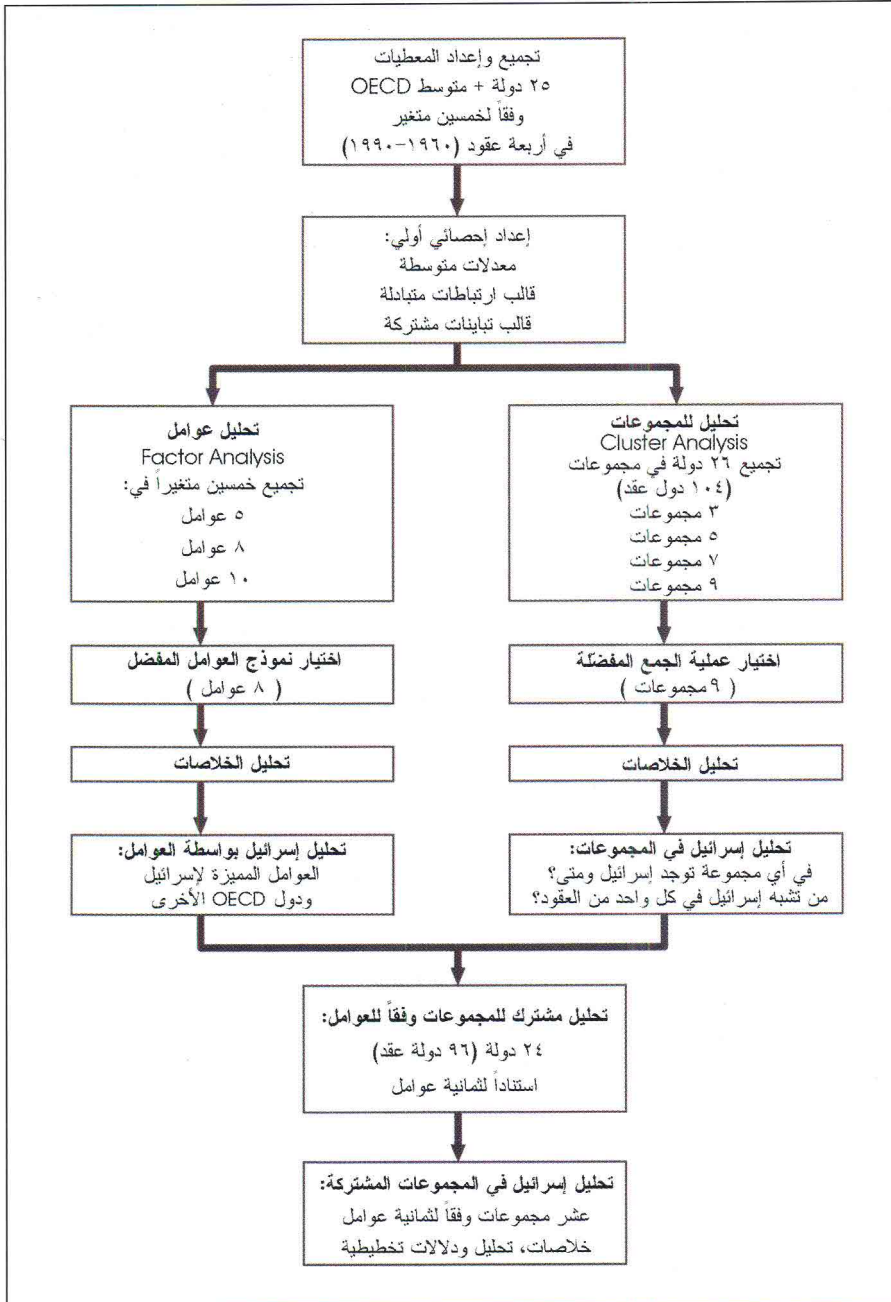 تجميع وإعداد المعطيات
٢٥ دولة + متوسط OECD
وفقاً لخمسين متغير
في أربعة عقود (١٩٦٠-١٩٩٠)
إعداد إحصائي أولي:
معدلات متوسطة
قالب ارتباطات متبادلة
قالب تباينات مشتركة
تحليل للمجموعات
Cluster Analysis
تجميع ٢٦ دولة في مجموعات
(١٠٤ دول عقد)
٣ مجموعات
٥ مجموعات
٧ مجموعات
٩ مجموعات
تحليل عوامل
Factor Analysis
تجميع خمسين متغيراً في:
٥ عوامل
٨ عوامل
١٠ عوامل
اختيار عملية الجمع المفضلّة
( ٩ مجموعات )
اختيار نموذج العوامل المفضل
( ٨ عوامل )
تحليل الخلاصات
تحليل الخلاصات
تحليل إسرائيل في المجموعات:
في أي مجموعة توجد إسرائيل ومتى؟
من تشبه إسرائيل في كل واحد من العقود؟
تحليل إسرائيل بواسطة العوامل:
العوامل المميزة لإسرائيل
ودول OECD الأخرى
تحليل مشترك للمجموعات وفقاً للعوامل:
٢٤ دولة (٩٦ دولة عقد)
استناداً لثمانية عوامل
تحليل إسرائيل في المجموعات المشتركة:
عشر مجموعات وفقاً لثمانية عوامل
خلاصات، تحليل ودلالات تخطيطية